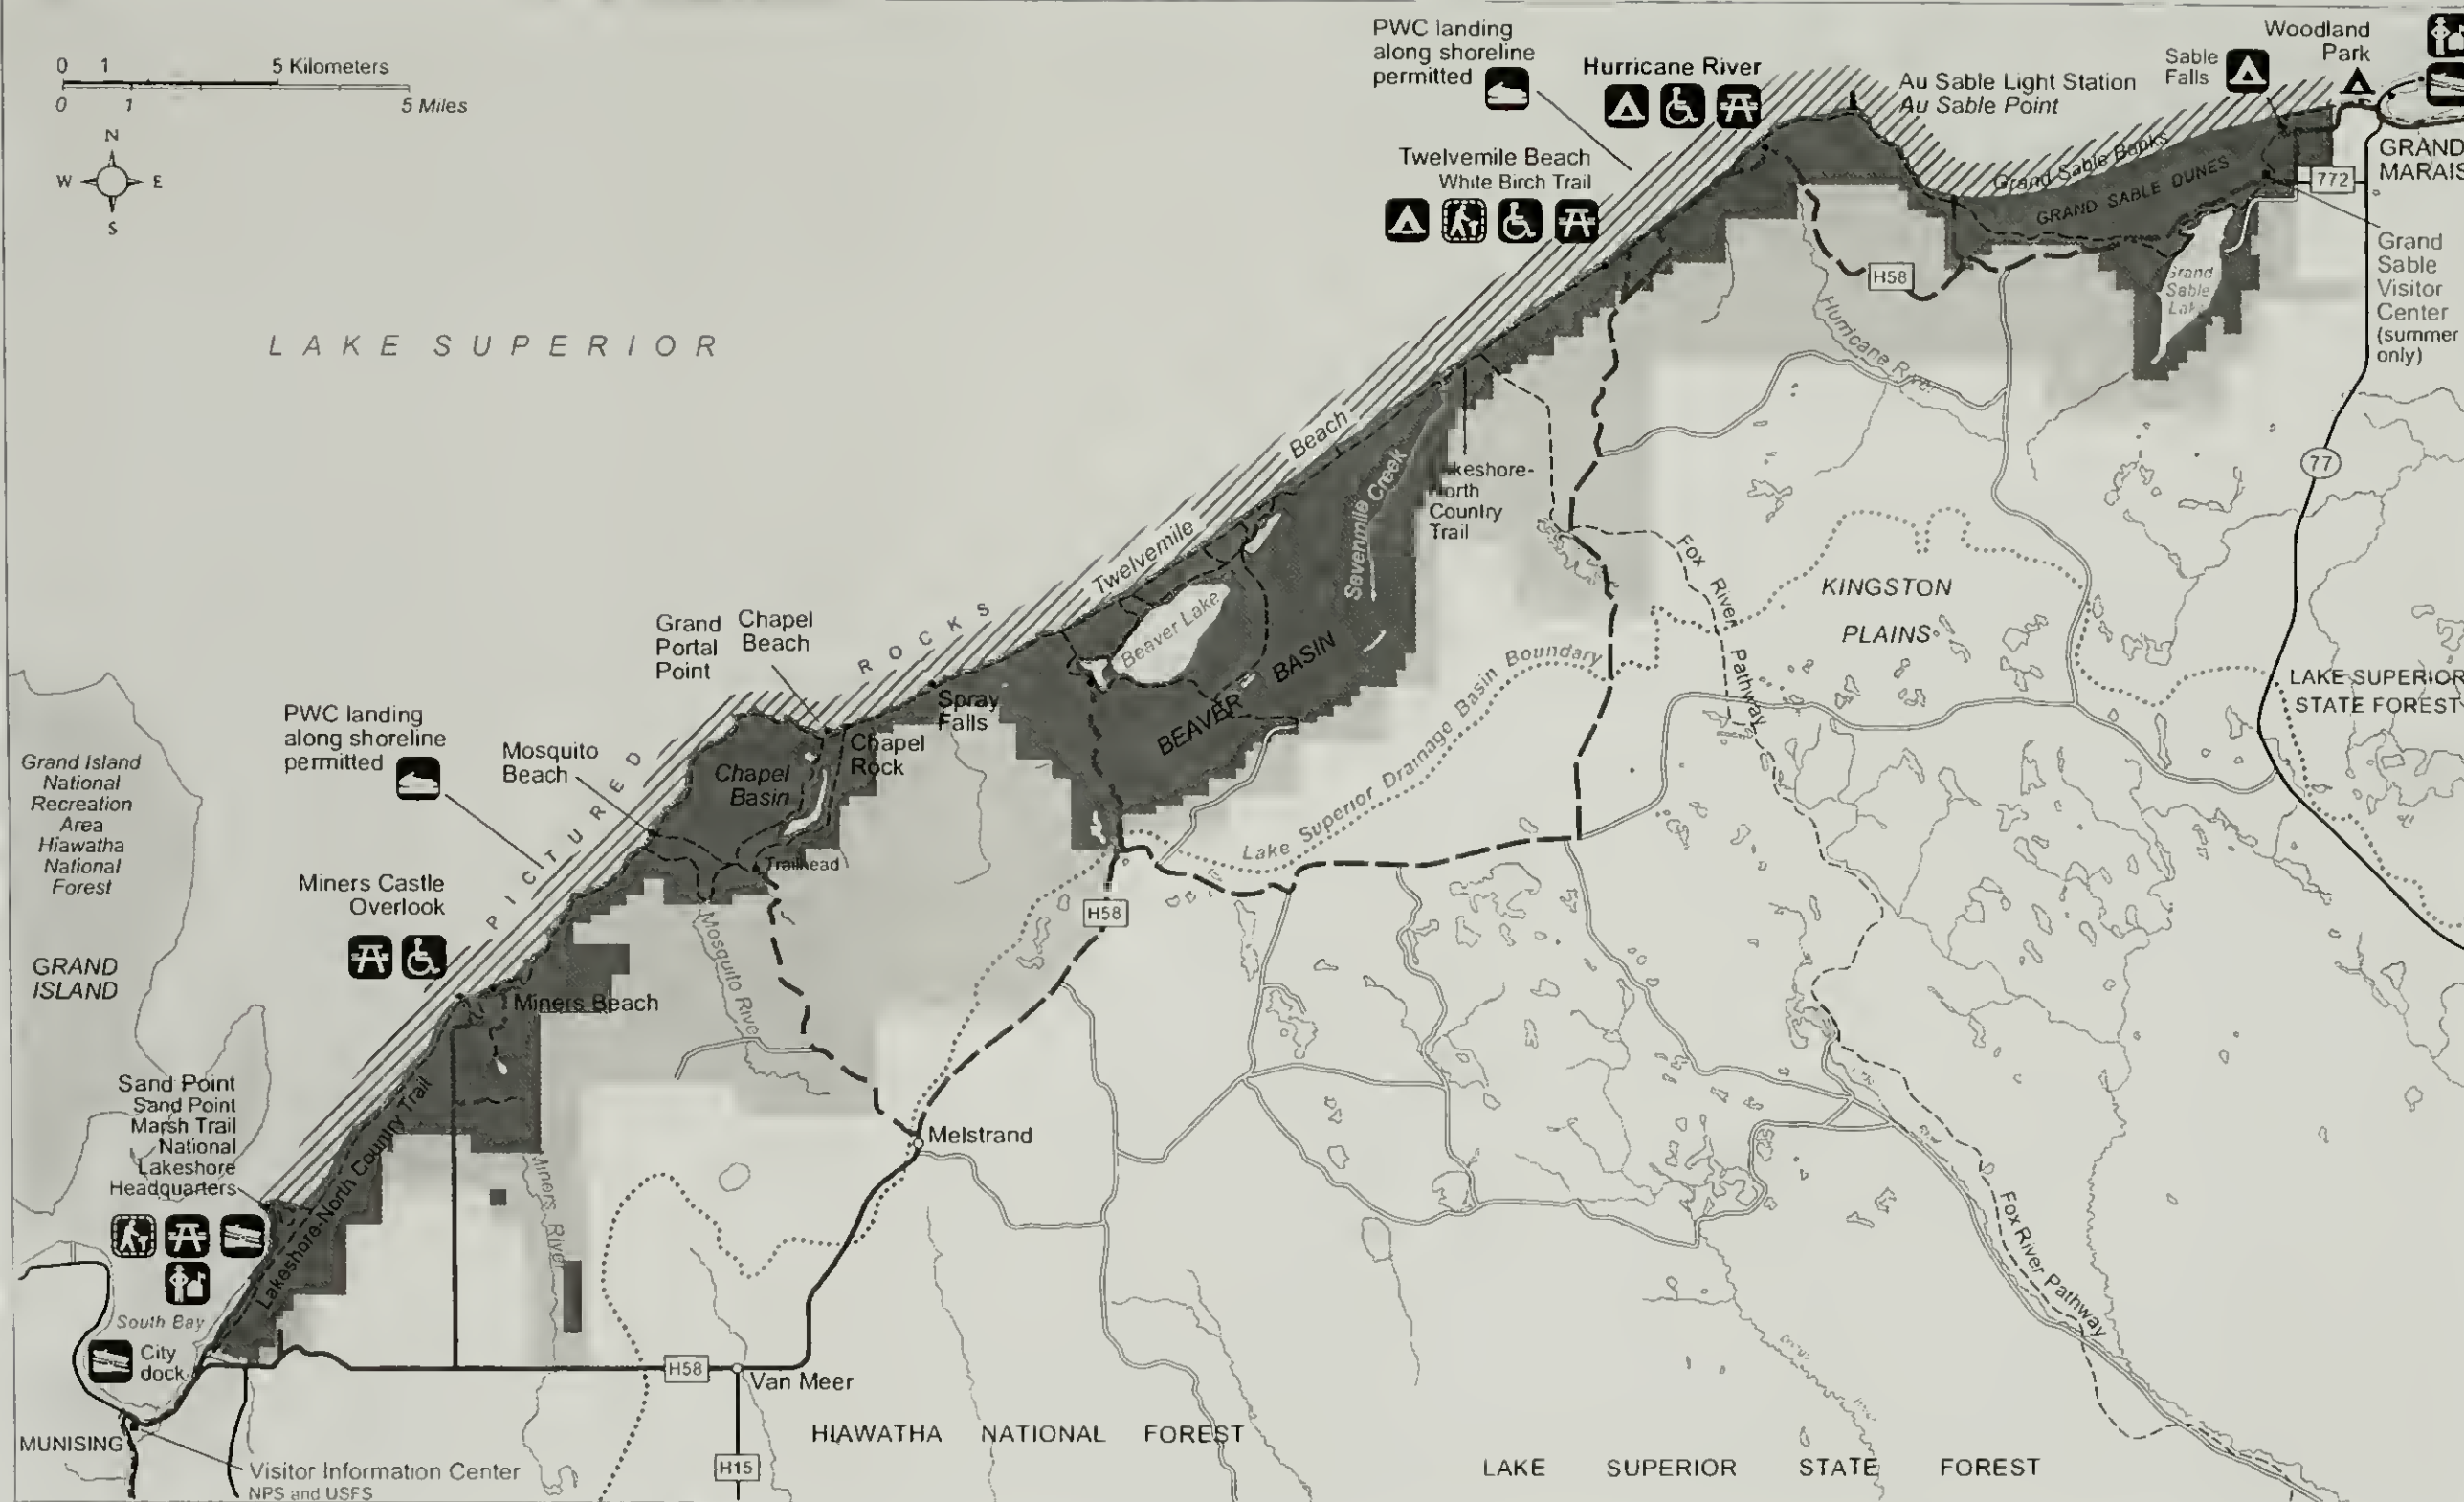 0 1 5 Kilometers
0 1 5 Miles
N
W E
S
LAKE SUPERIOR
PWC landing
along shoreline
permitted
Hurricane River
Twelvemile Beach
White Birch Trail
Au Sable Light Station
Au Sable Point
Sable
Falls
Woodland
Park
GRAND
MARAIS
772
Grand Sable Banks
GRAND SABLE DUNES
Grand
Sable
Lake
Grand
Sable
Visitor
Center
(summer
only)
H58
Hurricane River
77
Twelvemile Beach
Sevenmile Creek
Lakeshore-
North
Country
Trail
Fox River Pathway
KINGSTON
PLAINS
LAKE SUPERIOR
STATE FOREST
Beaver Lake
BEAVER BASIN
Lake Superior Drainage Basin Boundary
Grand
Portal
Point
Chapel
Beach
PICTURED ROCKS
Spray
Falls
Chapel
Rock
Chapel
Basin
Mosquito
Beach
Trailhead
PWC landing
along shoreline
permitted
Grand Island
National
Recreation
Area
Hiawatha
National
Forest
GRAND
ISLAND
Miners Castle
Overlook
Miners Beach
Mosquito River
H58
Melstrand
Sand Point
Sand Point
Marsh Trail
National
Lakeshore
Headquarters
Lakeshore-North Country Trail
Miners River
South Bay
City
dock
H58
Van Meer
MUNISING
Visitor Information Center
NPS and USFS
H15
HIAWATHA NATIONAL FOREST
LAKE SUPERIOR STATE FOREST
Fox River Pathway